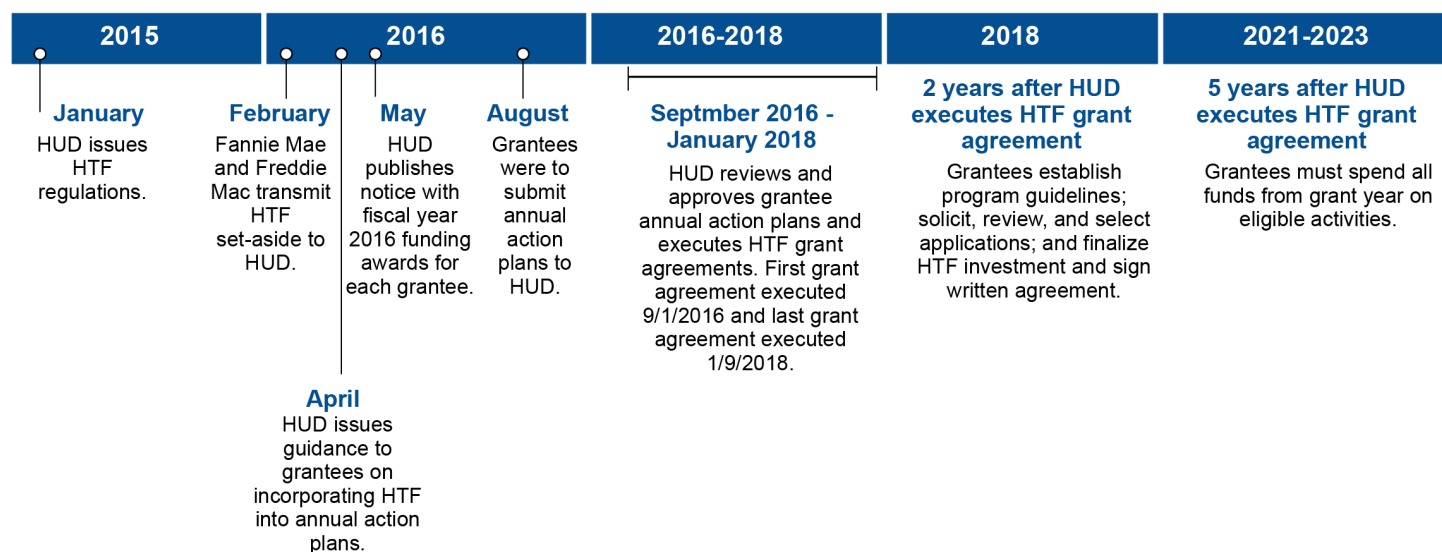 2015
2016
2016-2018
2018
2021-2023
January
HUD issues
HTF
regulations.
February
Fannie Mae
and Freddie
Mac transmit
HTF
set-aside to
HUD.
April
HUD issues
guidance to
grantees on
incorporating HTF
into annual action
plans.
May
HUD
publishes
notice with
fiscal year
2016 funding
awards for
each grantee.
August
Grantees
were to
submit
annual
action
plans to
HUD.
Septmber 2016 -
January 2018
HUD reviews and
approves grantee
annual action plans and
executes HTF grant
agreements. First grant
agreement executed
9/1/2016 and last grant
agreement executed
1/9/2018.
2 years after HUD
executes HTF grant
agreement
Grantees establish
program guidelines;
solicit, review, and select
applications; and finalize
HTF investment and sign
written agreement.
5 years after HUD
executes HTF grant
agreement
Grantees must spend all
funds from grant year on
eligible activities.